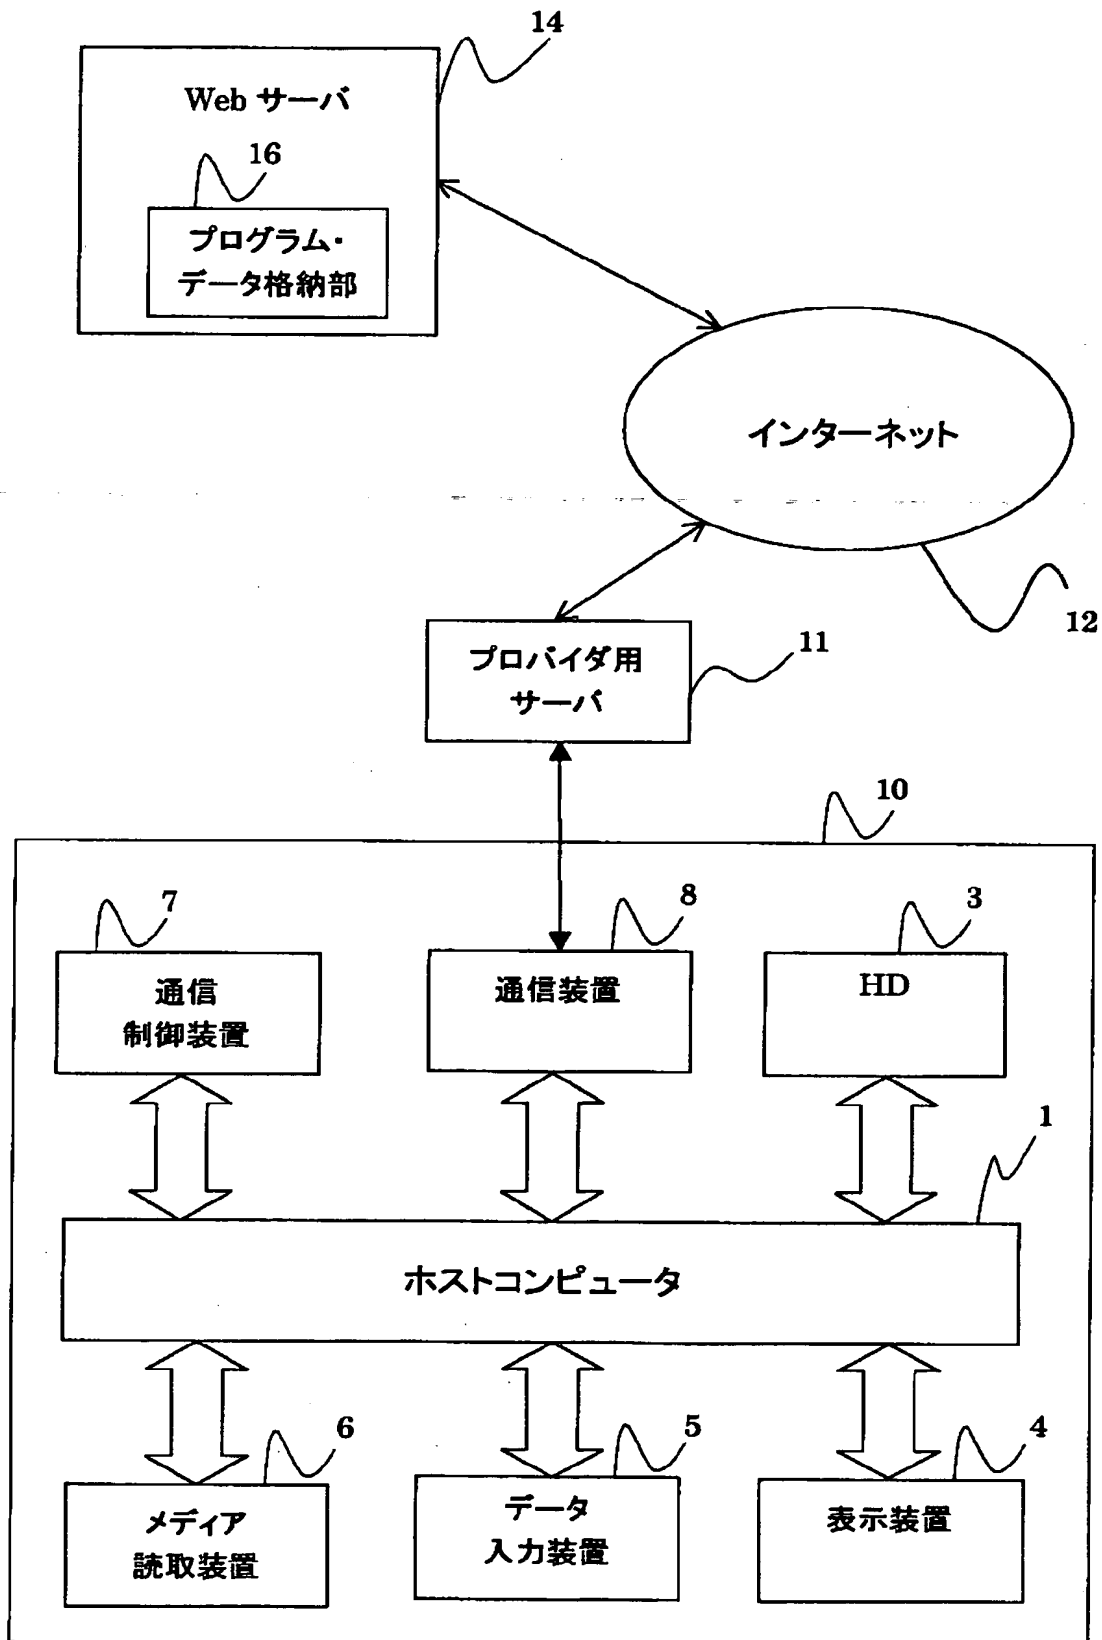 14
Web サーバ
16
プログラム・
データ格納部
インターネット
12
プロバイダ用
サーバ
11
10
7
8
3
通信
制御装置
通信装置
HD
1
ホストコンピュータ
6
5
4
メディア
読取装置
データ
入力装置
表示装置